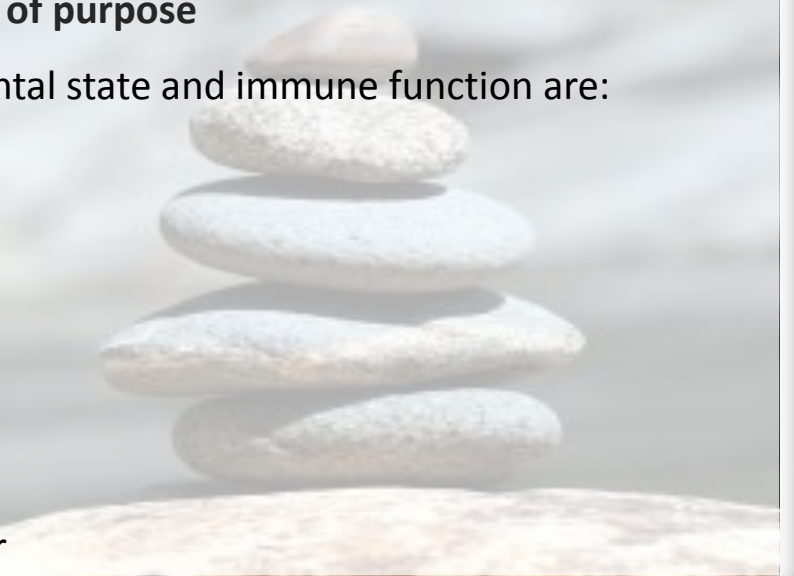 of purpose
ntal state and immune function are:
r